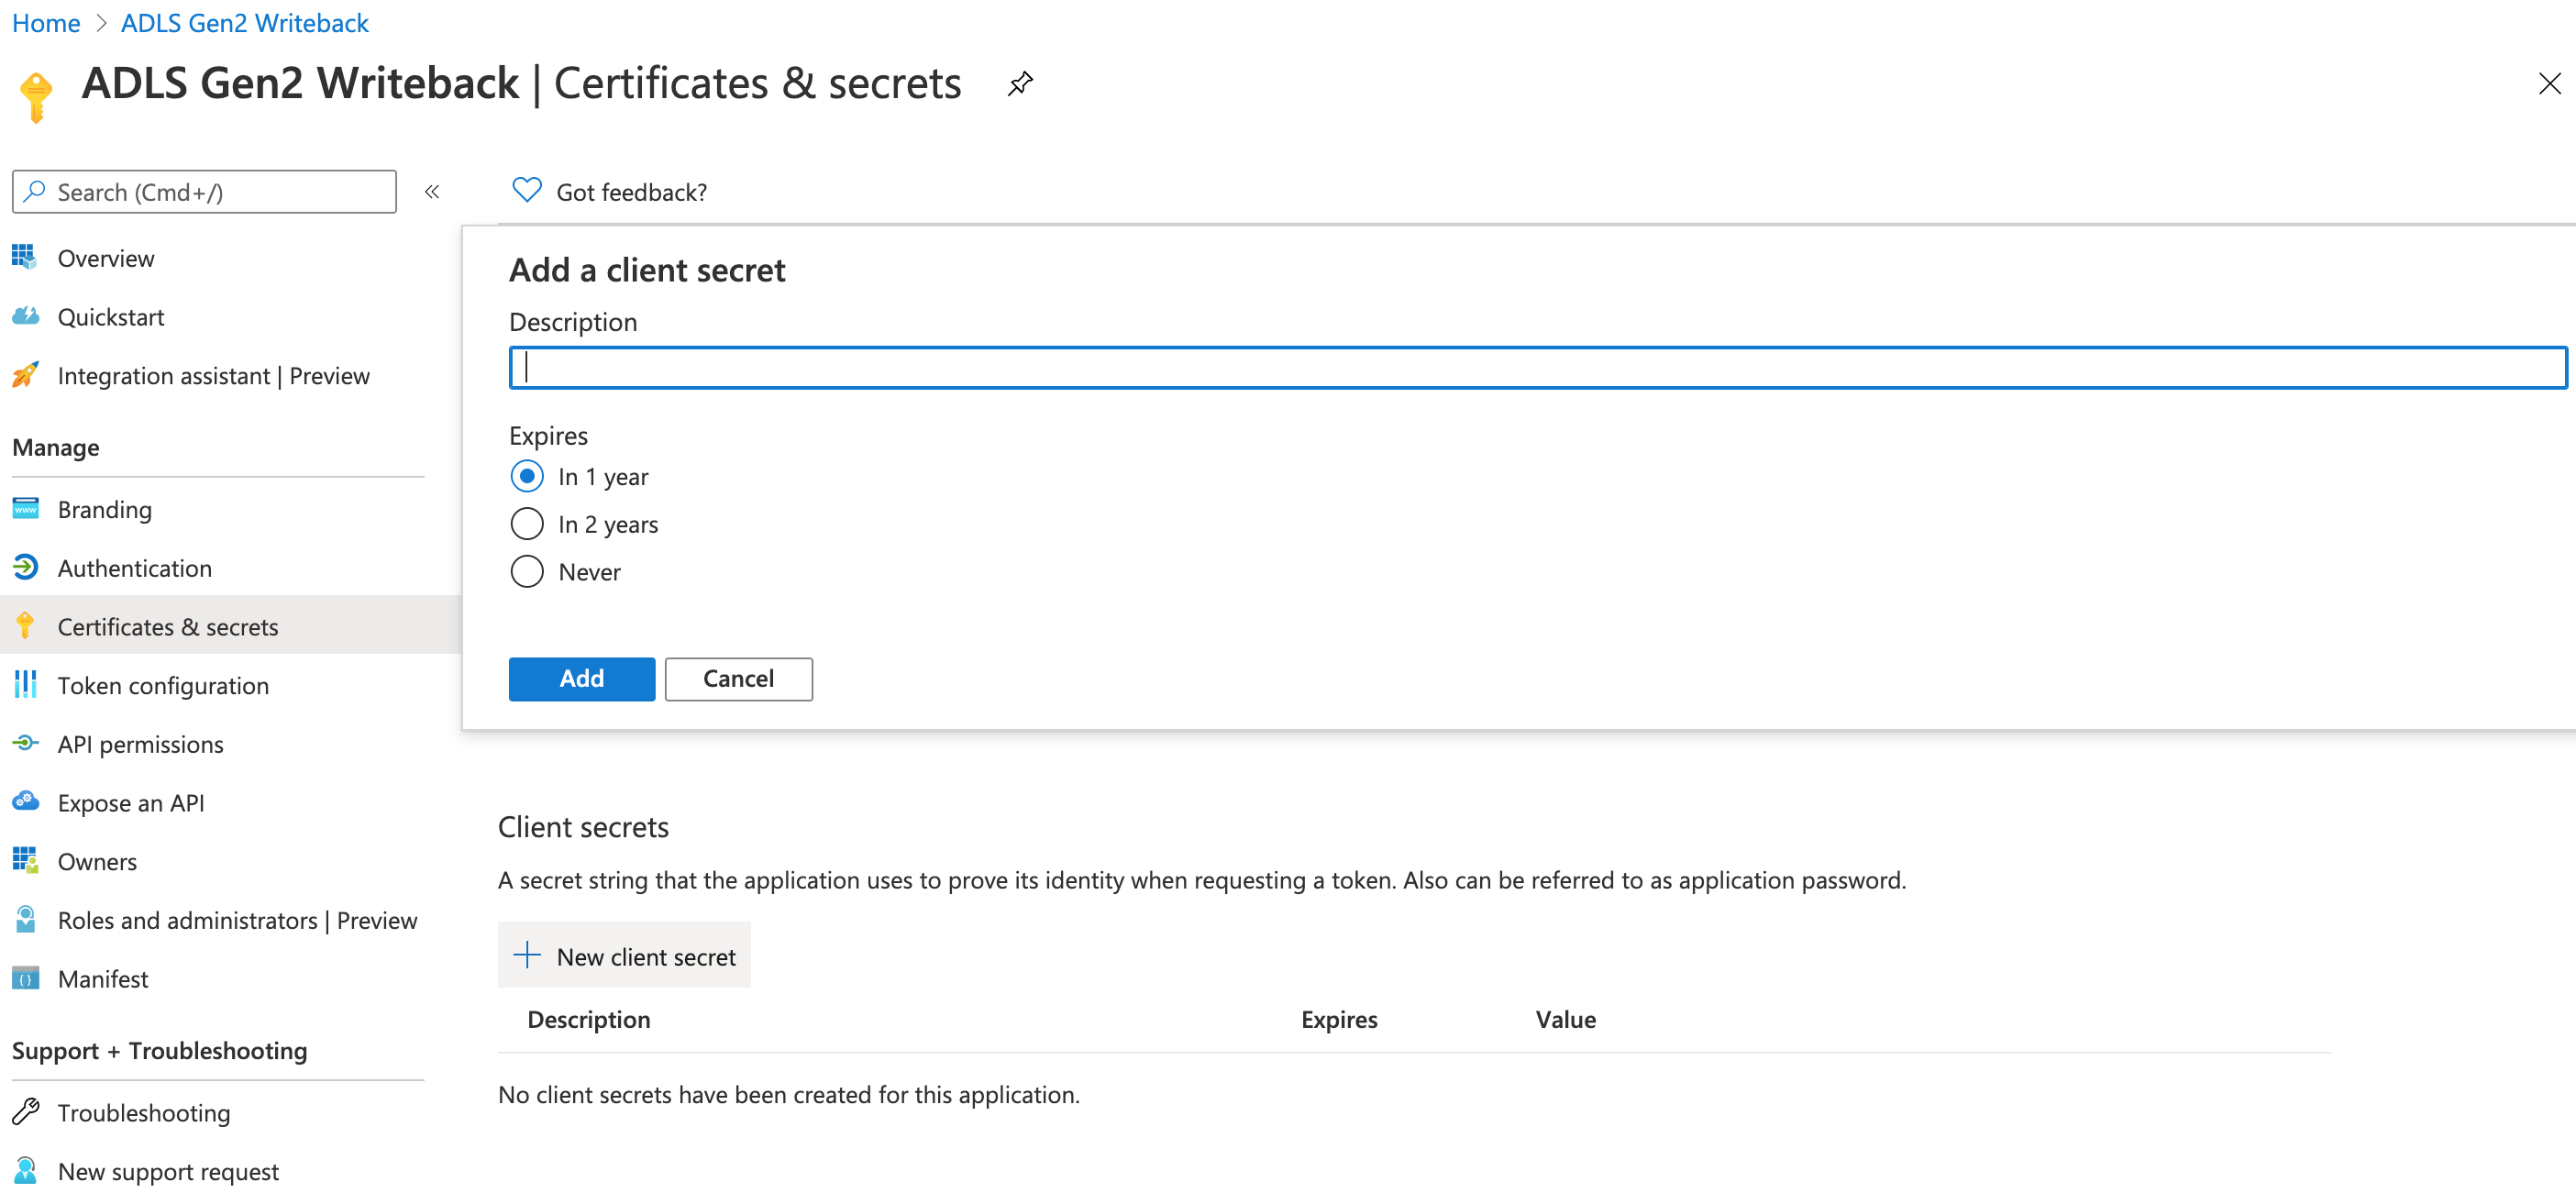 Home > ADLS Gen2 Writeback
ADLS Gen2 Writeback | Certificates & secrets
Search (Cmd+/)
«
Got feedback?
Overview
Quickstart
Integration assistant | Preview
Manage
Branding
Authentication
Certificates & secrets
Token configuration
API permissions
Expose an API
Owners
Roles and administrators | Preview
Manifest
Support + Troubleshooting
Troubleshooting
New support request
Add a client secret
Description
Expires
In 1 year
In 2 years
Never
Add Cancel
Client secrets
A secret string that the application uses to prove its identity when requesting a token. Also can be referred to as application password.
New client secret
Description Expires Value
No client secrets have been created for this application.